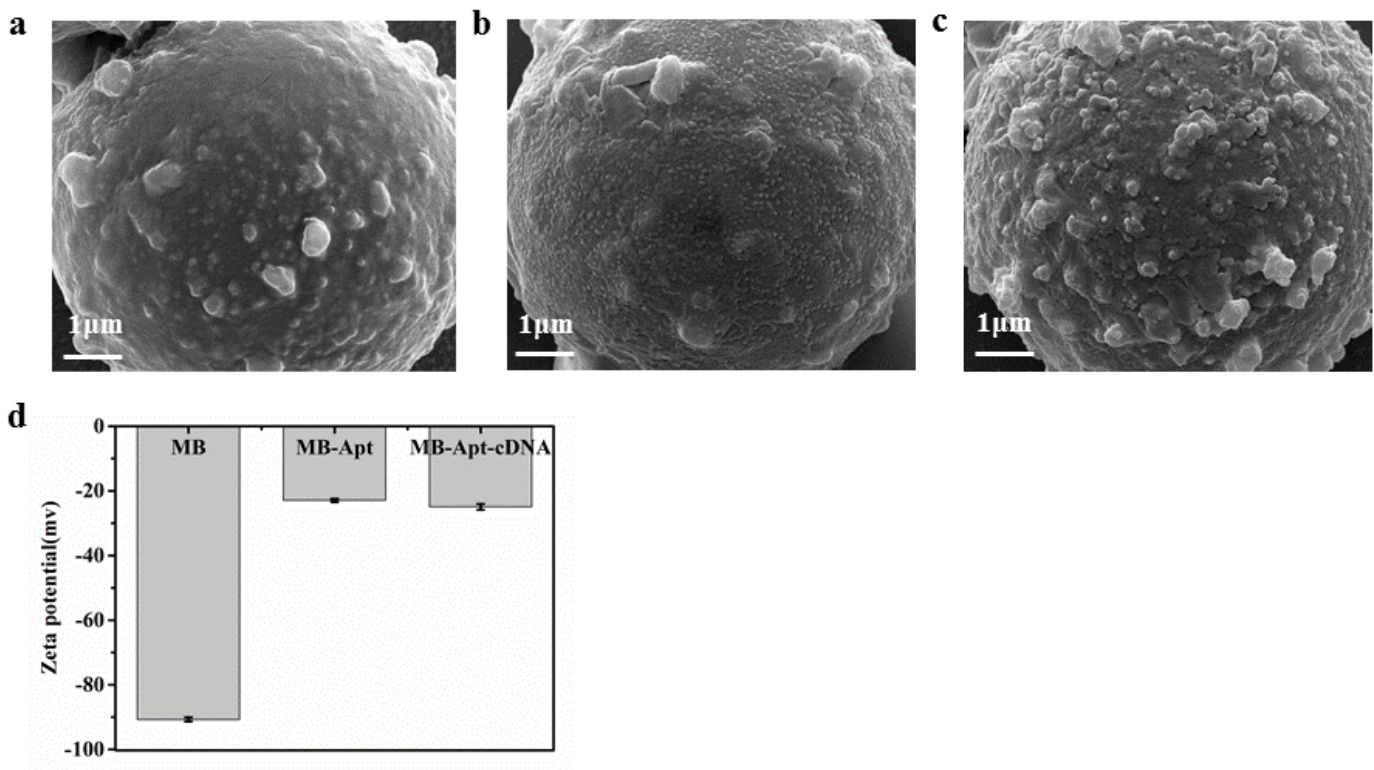 a
b
c
1μm
1μm
1μm
d
0
-20
-40
-60
-80
-100
Zeta potential(mv)
MB
MB-Apt
MB-Apt-cDNA